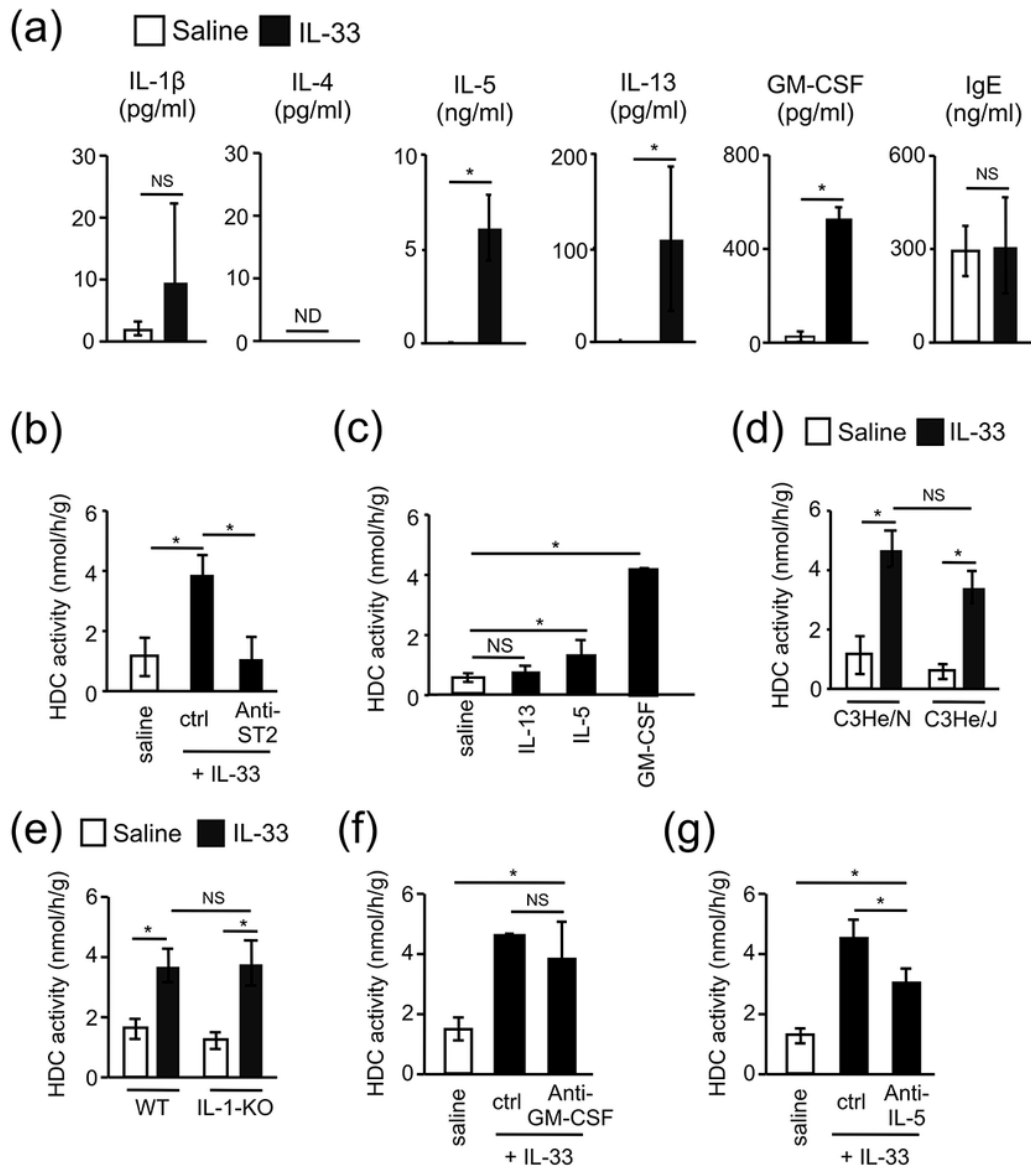 (a) Saline IL-33
IL-1β IL-4 IL-5 IL-13 GM-CSF IgE
(pg/ml) (pg/ml) (ng/ml) (pg/ml) (pg/ml) (ng/ml)
30 30 10 200 800 600
NS * * * NS
20 20 5 100 400 300
10 10
ND
0 0 0 0 0 0
(b)
HDC activity (nmol/h/g)
6
4
2
0
* *
saline ctrl Anti-
ST2
+ IL-33
(c)
HDC activity (nmol/h/g)
6
4
2
0
*
*
NS
saline IL-13 IL-5 GM-CSF
(d) Saline IL-33
HDC activity (nmol/h/g)
6
4
2
0
NS
* *
C3He/N C3He/J
(e) Saline IL-33
HDC activity (nmol/h/g)
6
4
2
0
NS
* *
WT IL-1-KO
(f)
HDC activity (nmol/h/g)
6
4
2
0
*
NS
saline ctrl Anti-
GM-CSF
+ IL-33
(g)
HDC activity (nmol/h/g)
6
4
2
0
*
*
saline ctrl Anti-
IL-5
+ IL-33